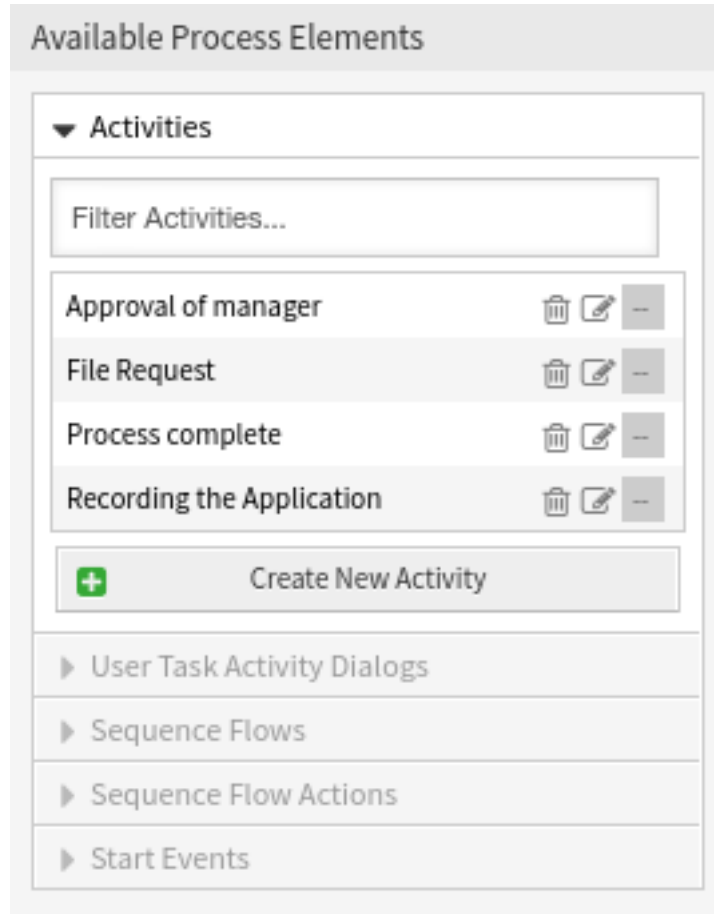 Available Process Elements
Activities
Filter Activities...
Approval of manager
File Request
Process complete
Recording the Application
Create New Activity
User Task Activity Dialogs
Sequence Flows
Sequence Flow Actions
Start Events